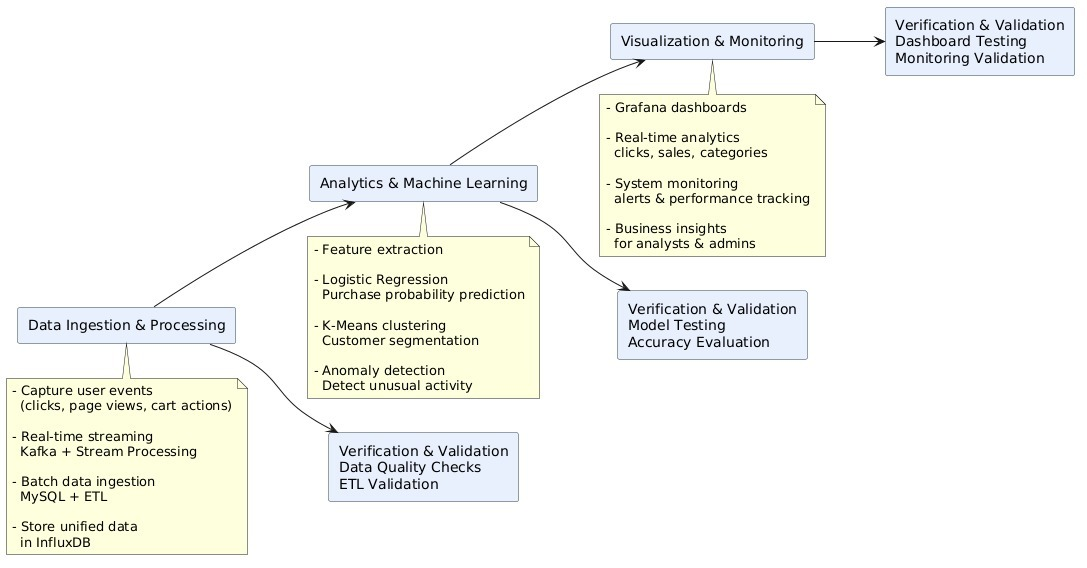 Verification & Validation
Dashboard Testing
Monitoring Validation
Visualization & Monitoring
- Grafana dashboards
- Real-time analytics
clicks, sales, categories
- System monitoring
alerts & performance tracking
- Business insights
for analysts & admins
Analytics & Machine Learning
- Feature extraction
- Logistic Regression
Purchase probability prediction
- K-Means clustering
Customer segmentation
- Anomaly detection
Detect unusual activity
Verification & Validation
Model Testing
Accuracy Evaluation
Data Ingestion & Processing
- Capture user events
(clicks, page views, cart actions)
- Real-time streaming
Kafka + Stream Processing
- Batch data ingestion
MySQL + ETL
- Store unified data
in InfluxDB
Verification & Validation
Data Quality Checks
ETL Validation